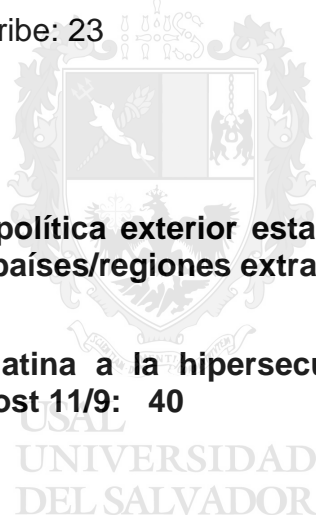 ribe: 23
política exterior esta
países/regiones extra
atina a la hipersecu
ost 11/9: 40
USAL
UNIVERSIDAD
DEL SALVADOR